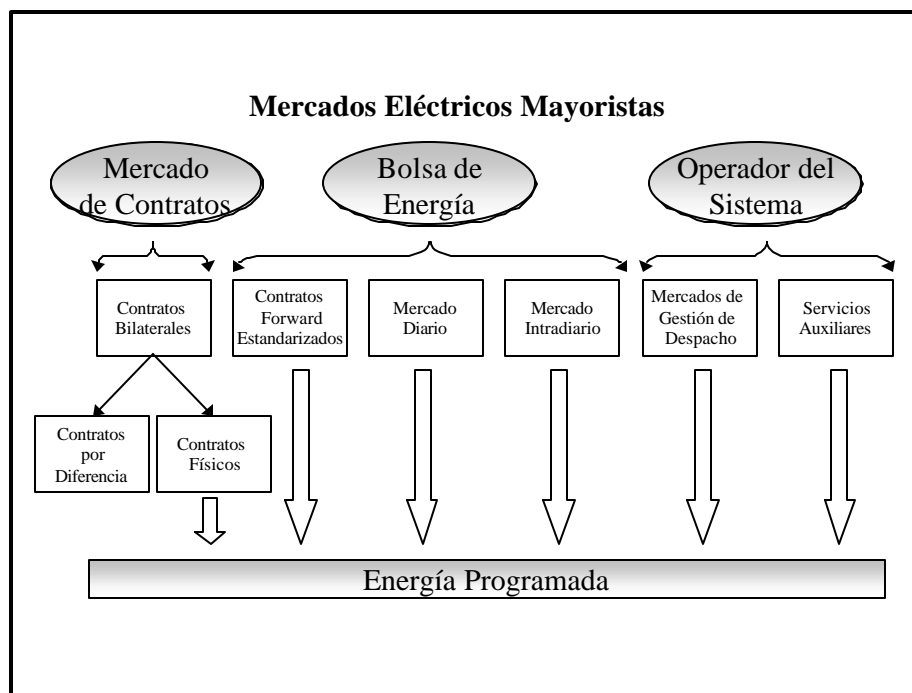 Mercados Eléctricos Mayoristas
Mercado
de Contratos
Bolsa de
Energía
Operador del
Sistema
Contratos
Bilaterales
Contratos
Forward
Estandarizados
Mercado
Diario
Mercado
Intradiario
Mercados de
Gestión de
Despacho
Servicios
Auxiliares
Contratos
por
Diferencia
Contratos
Físicos
Energía Programada